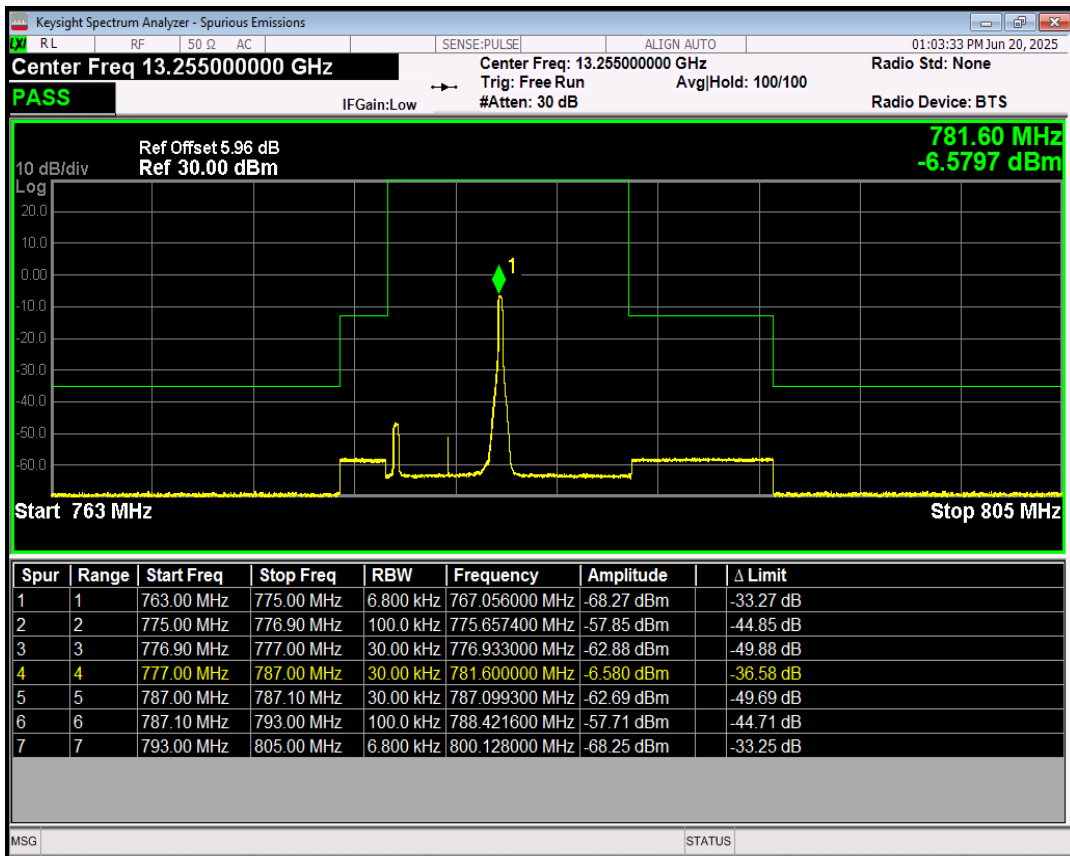 Keysight Spectrum Analyzer - Spurious Emissions
LXI RL RF 50 Ω AC SENSE:PULSE ALIGN AUTO 01:03:33 PM Jun 20, 2025
Center Freq 13.255000000 GHz Center Freq: 13.255000000 GHz Radio Std: None
Trig: Free Run Avg|Hold: 100/100
PASS IFGain:Low #Atten: 30 dB Radio Device: BTS
781.60 MHz
-6.5797 dBm
Ref Offset 5.96 dB
10 dB/div Ref 30.00 dBm
Log
20.0
10.0
1
0.00
-10.0
-20.0
-30.0
-40.0
-50.0
-60.0
Start 763 MHz Stop 805 MHz
Spur Range Start Freq Stop Freq RBW Frequency Amplitude Δ Limit
1 1 763.00 MHz 775.00 MHz 6.800 kHz 767.056000 MHz -68.27 dBm -33.27 dB
2 2 775.00 MHz 776.90 MHz 100.0 kHz 775.657400 MHz -57.85 dBm -44.85 dB
3 3 776.90 MHz 777.00 MHz 30.00 kHz 776.933000 MHz -62.88 dBm -49.88 dB
4 4 777.00 MHz 787.00 MHz 30.00 kHz 781.600000 MHz -6.580 dBm -36.58 dB
5 5 787.00 MHz 787.10 MHz 30.00 kHz 787.099300 MHz -62.69 dBm -49.69 dB
6 6 787.10 MHz 793.00 MHz 100.0 kHz 788.421600 MHz -57.71 dBm -44.71 dB
7 7 793.00 MHz 805.00 MHz 6.800 kHz 800.128000 MHz -68.25 dBm -33.25 dB
MSG STATUS